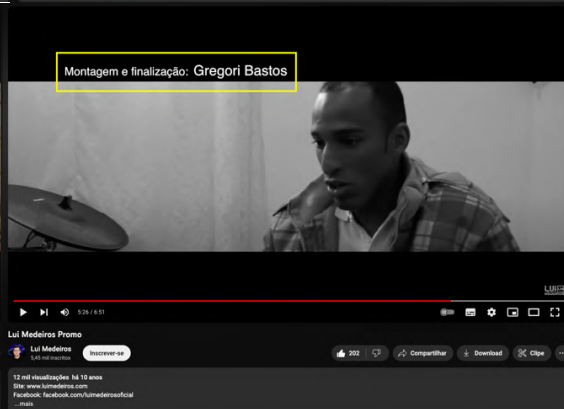 Montagem e finalização: Gregori Bastos
LUI
5:26 / 6:51
Lui Medeiros Promo
Lui Medeiros
5,45 mil inscritos
Inscrever-se
202
Compartilhar
Download
Clipe
12 mil visualizações há 10 anos
Site: www.luimedeiros.com
Facebook: facebook.com/luimedeirosoficial
...mais